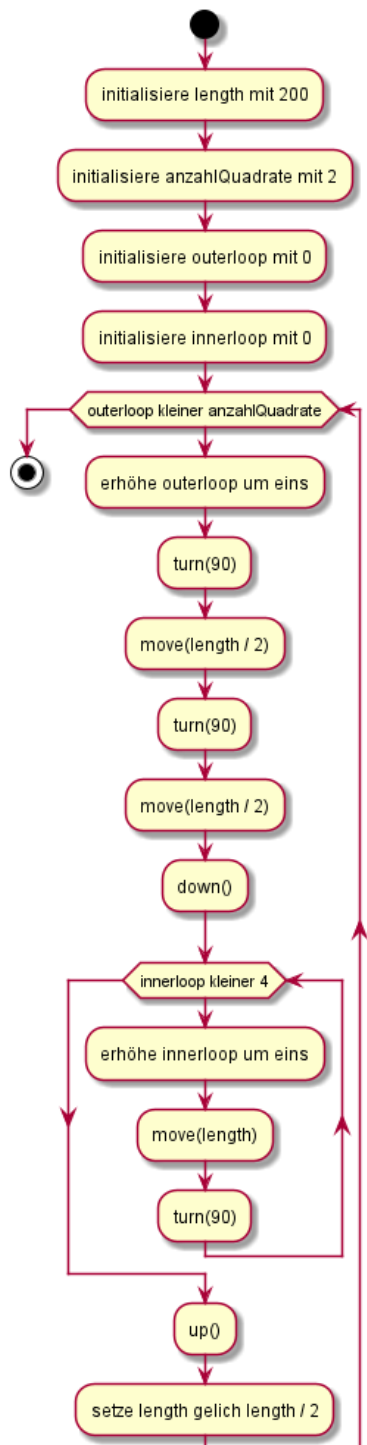 initialisiere length mit 200
initialisiere anzahlQuadrate mit 2
initialisiere outerloop mit 0
initialisiere innerloop mit 0
outerloop kleiner anzahlQuadrate
erhöhe outerloop um eins
turn(90)
move(length / 2)
turn(90)
move(length / 2)
down()
innerloop kleiner 4
erhöhe innerloop um eins
move(length)
turn(90)
up()
setze length gelich length / 2